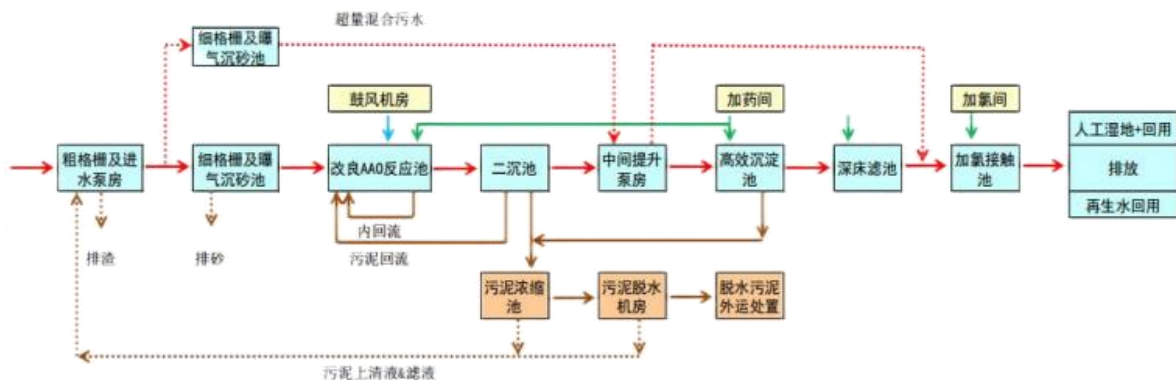 超量混合污水
细格栅及曝
气沉砂池
鼓风机房
加药间
加氯间
粗格栅及进
水泵房
细格栅及曝
气沉砂池
改良AAO反应池
二沉池
中间提升
泵房
高效沉淀
池
深床滤池
加氯接触
池
人工湿地+回用
排放
再生水回用
内回流
污泥回流
排渣
排砂
污泥浓缩
池
污泥脱水
机房
脱水污泥
外运处置
污泥上清液&滤液